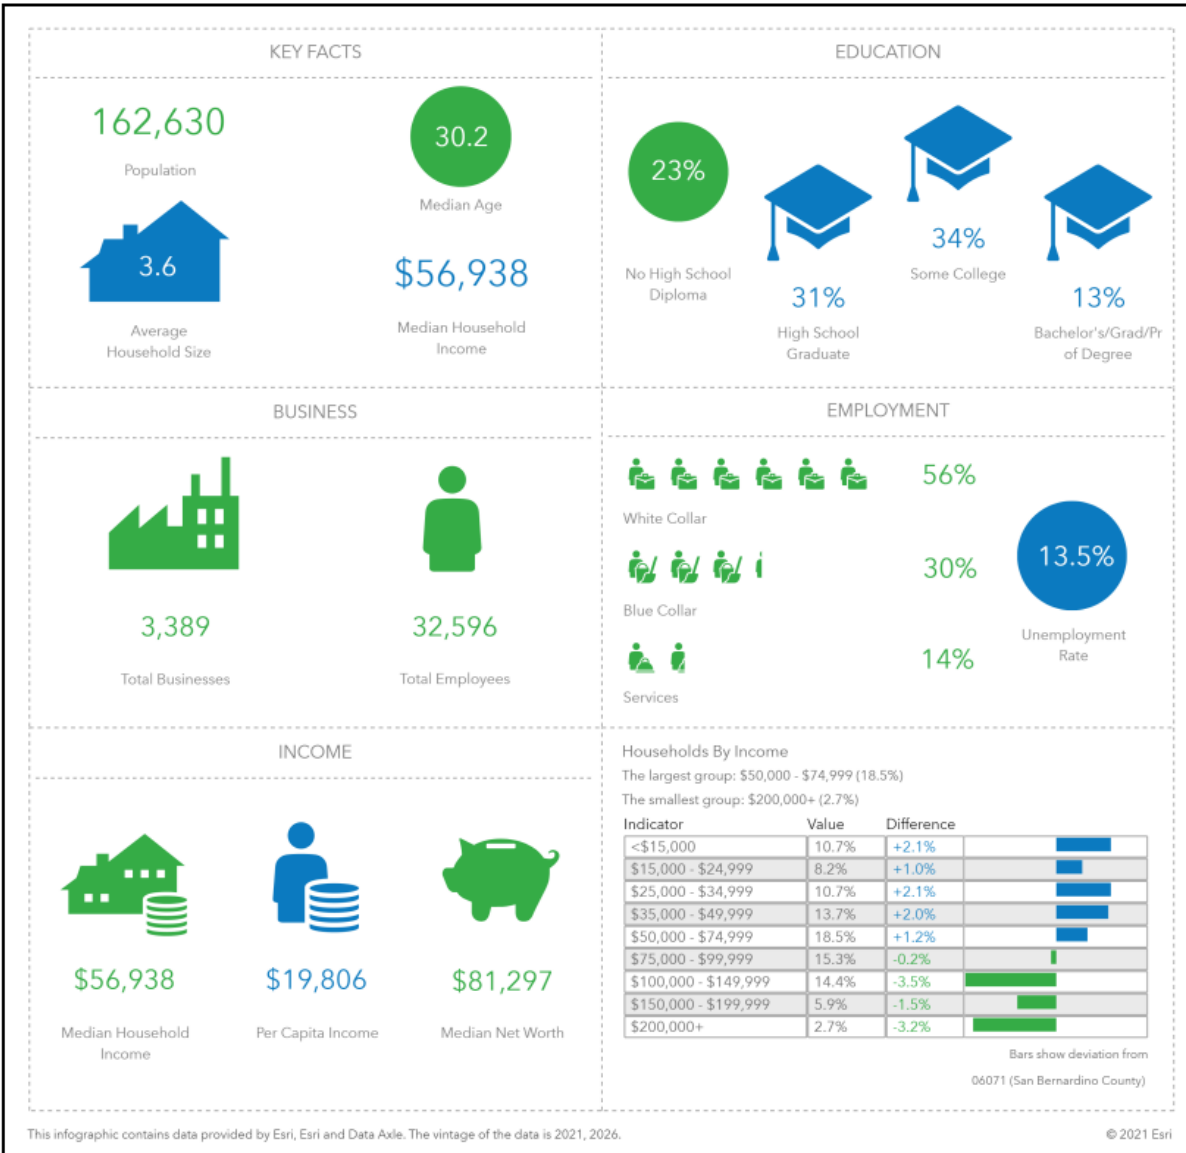 KEY FACTS
162,630
Population
30.2
Median Age
3.6
Average
Household Size
$56,938
Median Household
Income
EDUCATION
23%
No High School
Diploma
31%
High School
Graduate
34%
Some College
13%
Bachelor's/Grad/Pr
of Degree
BUSINESS
3,389
Total Businesses
32,596
Total Employees
EMPLOYMENT
56%
White Collar
30%
Blue Collar
14%
Services
13.5%
Unemployment
Rate
INCOME
$56,938
Median Household
Income
$19,806
Per Capita Income
$81,297
Median Net Worth
Households By Income
The largest group: $50,000 - $74,999 (18.5%)
The smallest group: $200,000+ (2.7%)
Indicator Value Difference
<$15,000 10.7% +2.1%
$15,000 - $24,999 8.2% +1.0%
$25,000 - $34,999 10.7% +2.1%
$35,000 - $49,999 13.7% +2.0%
$50,000 - $74,999 18.5% +1.2%
$75,000 - $99,999 15.3% -0.2%
$100,000 - $149,999 14.4% -3.5%
$150,000 - $199,999 5.9% -1.5%
$200,000+ 2.7% -3.2%
Bars show deviation from
06071 (San Bernardino County)
This infographic contains data provided by Esri, Esri and Data Axle. The vintage of the data is 2021, 2026.
© 2021 Esri